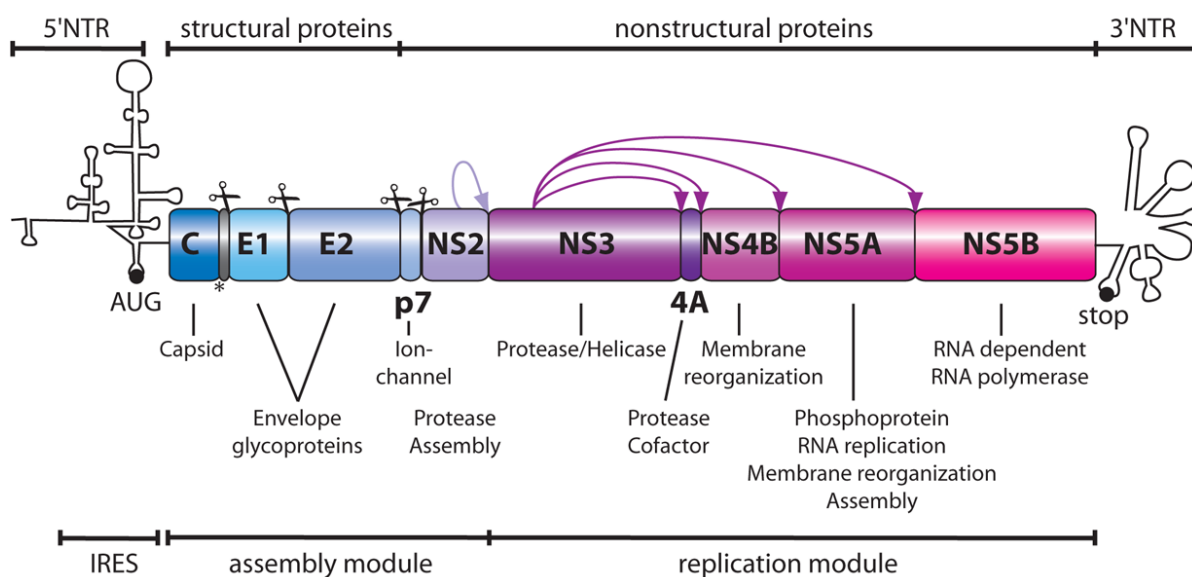 5'NTR structural proteins nonstructural proteins 3'NTR
C E1 E2 NS2 NS3 NS4B NS5A NS5B
AUG * p7 4A stop
Capsid Ion- Protease/Helicase Membrane RNA dependent
channel reorganization RNA polymerase
Envelope Protease Protease Phosphoprotein
glycoproteins Assembly Cofactor RNA replication
Membrane reorganization
Assembly
IRES assembly module replication module